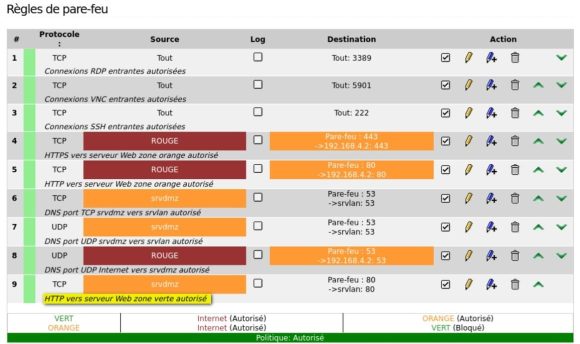 Règles de pare-feu
# Protocole : Source Log Destination Action
1 TCP Tout Tout: 3389
Connexions RDP entrantes autorisées
2 TCP Tout Tout: 5901
Connexions VNC entrantes autorisées
3 TCP Tout Tout: 222
Connexions SSH entrantes autorisées
4 TCP ROUGE Pare-feu : 443
->192.168.4.2: 443
HTTPS vers serveur Web zone orange autorisé
5 TCP ROUGE Pare-feu : 80
->192.168.4.2: 80
HTTP vers serveur Web zone orange autorisé
6 TCP srvdmz Pare-feu : 53
->srvlan: 53
DNS port TCP srvdmz vers srvlan autorisé
7 UDP srvdmz Pare-feu : 53
->srvlan: 53
DNS port UDP srvdmz vers srvlan autorisé
8 UDP ROUGE Pare-feu : 53
->192.168.4.2: 53
DNS port UDP Internet vers srvdmz autorisé
9 TCP srvdmz Pare-feu : 80
->srvlan: 80
HTTP vers serveur Web zone verte autorisé
VERT Internet (Autorisé) ORANGE (Autorisé)
ORANGE Internet (Autorisé) VERT (Bloqué)
Politique: Autorisé